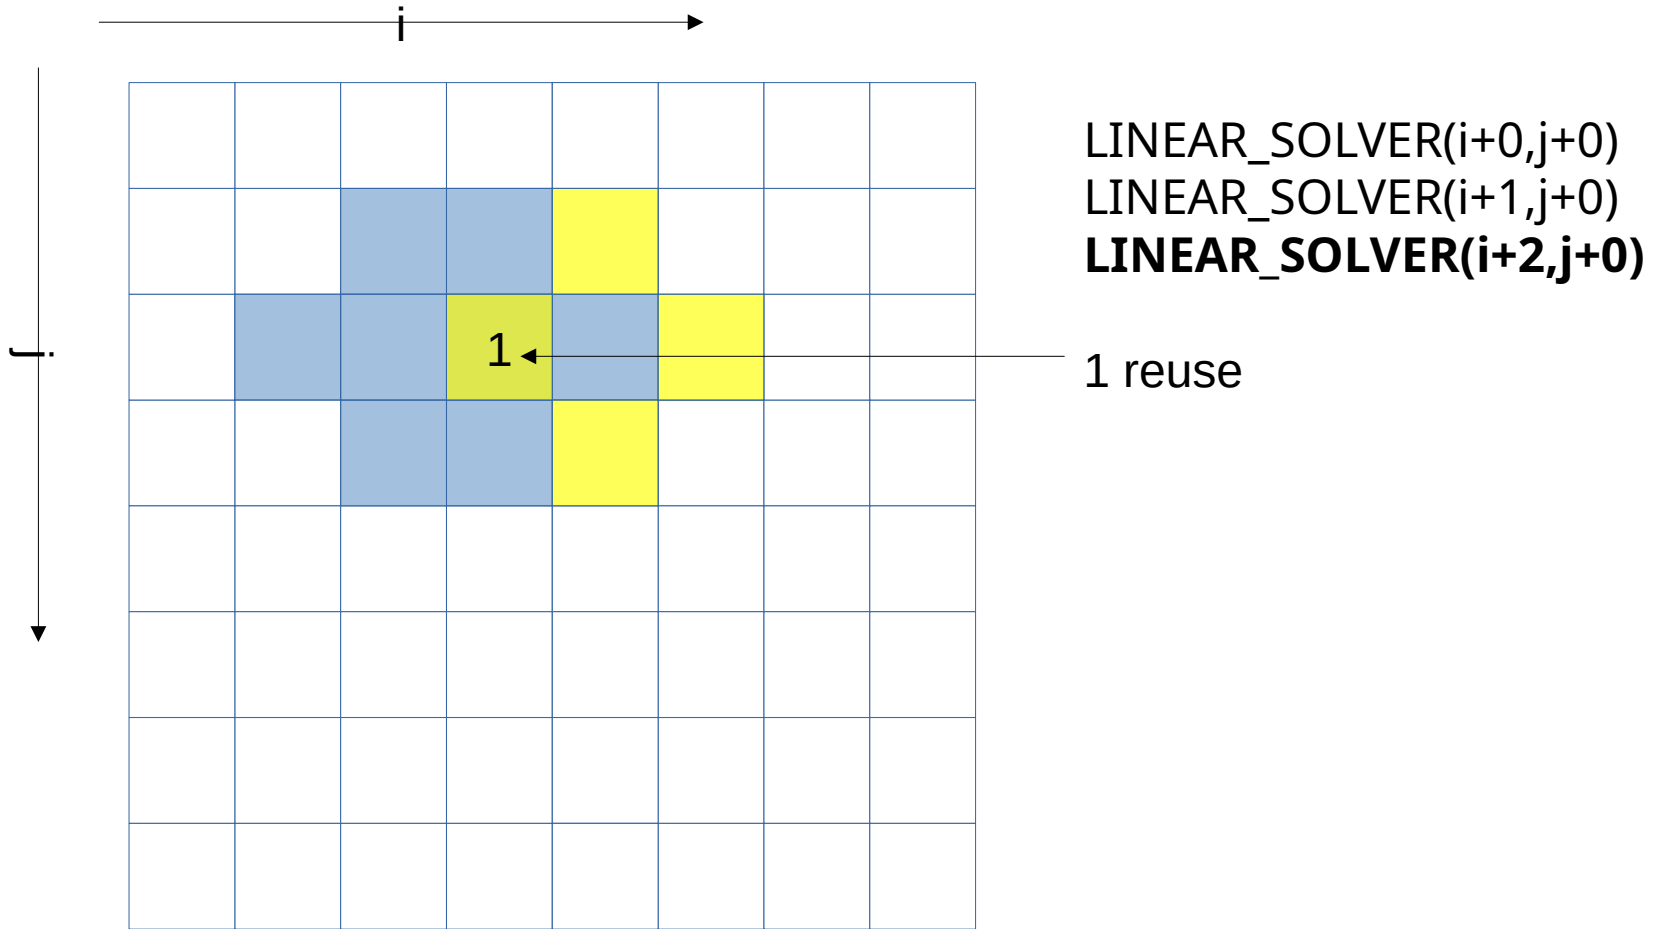 i
j
LINEAR_SOLVER(i+0,j+0)
LINEAR_SOLVER(i+1,j+0)
LINEAR_SOLVER(i+2,j+0)
1
1 reuse